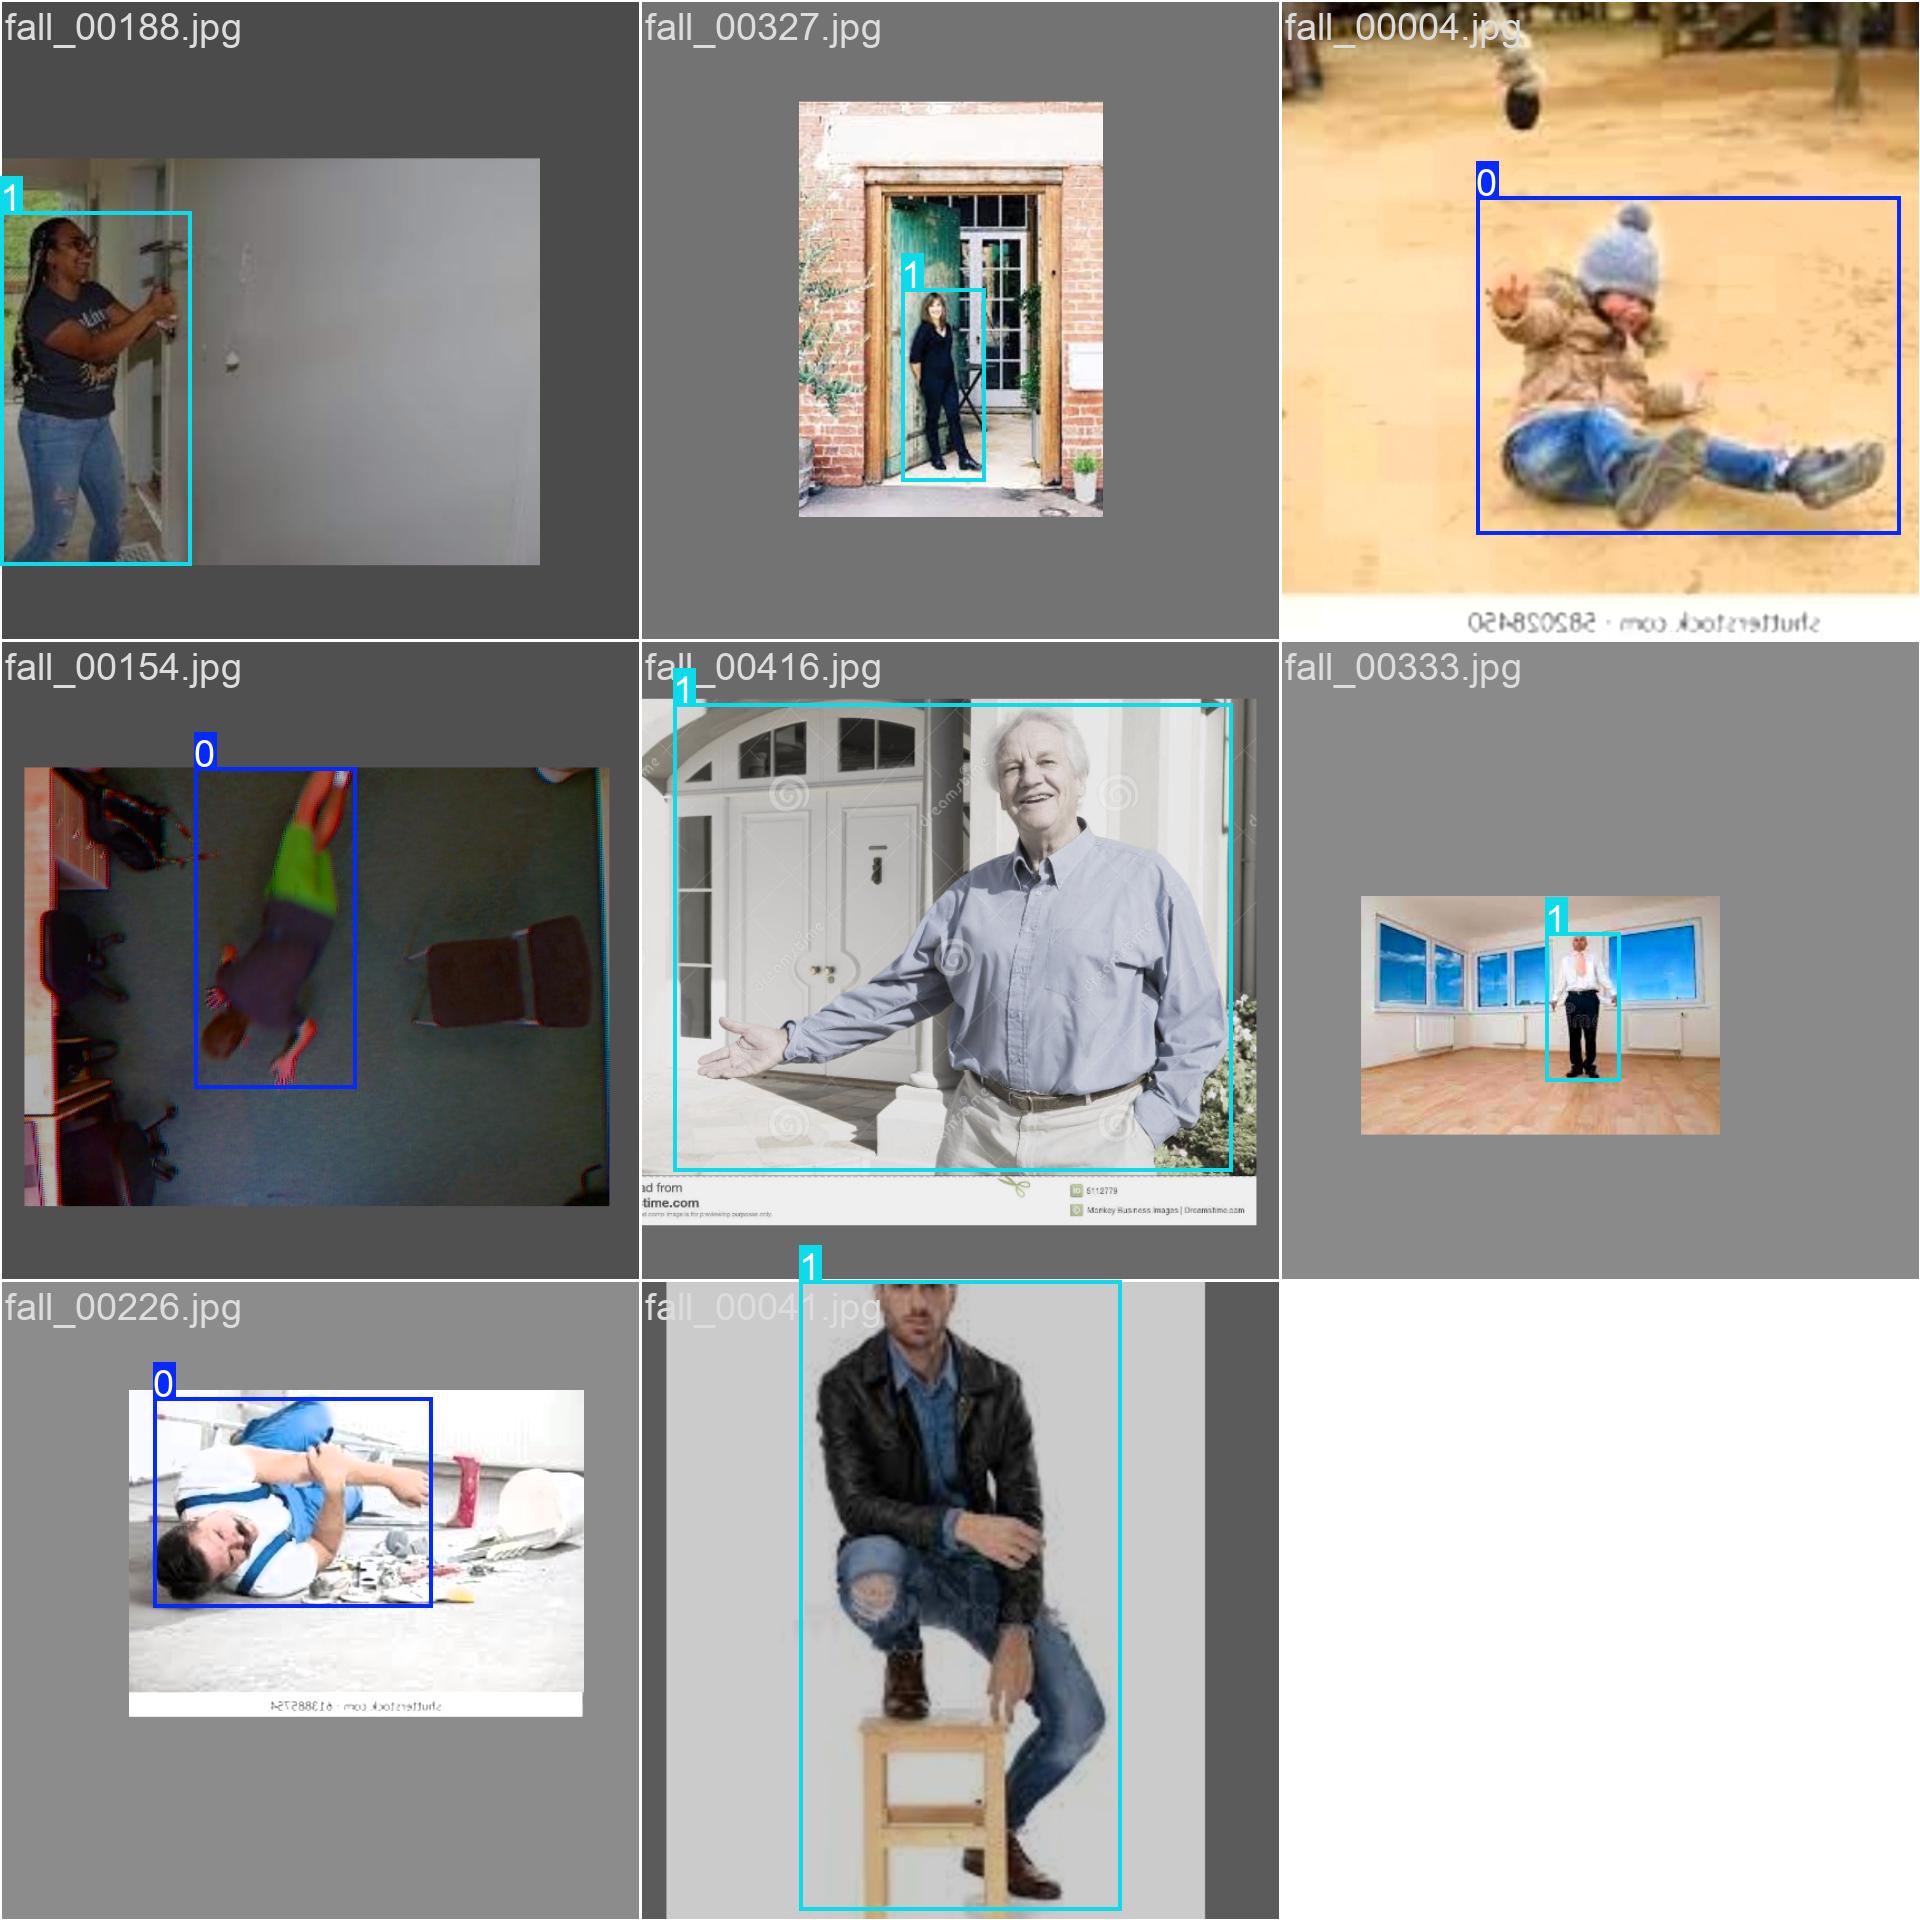 fall_00188.jpg
fall_00327.jpg
fall_00004.jpg
1
1
0
shutterstock.com · 582028450
fall_00154.jpg
fall_00416.jpg
fall_00333.jpg
0
1
1
dreamstime
ad from
stime.com
ID 5112779
Monkey Business Images | Dreamstime.com
fall_00226.jpg
fall_00041.jpg
0
1
shutterstock.com · 613885754